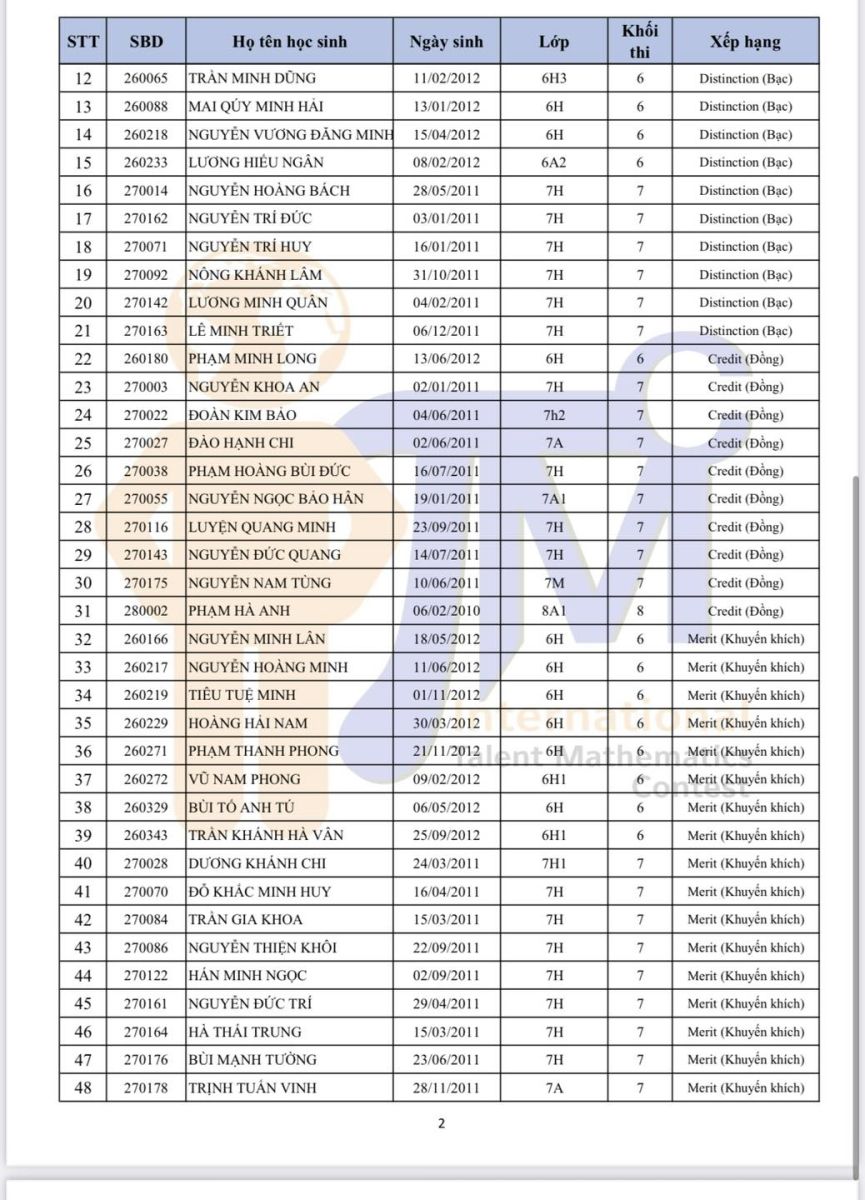 STT SBD Họ tên học sinh Ngày sinh Lớp Khối thi Xếp hạng
12 260065 TRẦN MINH DŨNG 11/02/2012 6H3 6 Distinction (Bạc)
13 260088 MAI QÚY MINH HẢI 13/01/2012 6H 6 Distinction (Bạc)
14 260218 NGUYỄN VƯƠNG ĐĂNG MINH 15/04/2012 6H 6 Distinction (Bạc)
15 260233 LƯƠNG HIẾU NGÂN 08/02/2012 6A2 6 Distinction (Bạc)
16 270014 NGUYỄN HOÀNG BÁCH 28/05/2011 7H 7 Distinction (Bạc)
17 270162 NGUYỄN TRÍ ĐỨC 03/01/2011 7H 7 Distinction (Bạc)
18 270071 NGUYỄN TRÍ HUY 16/01/2011 7H 7 Distinction (Bạc)
19 270092 NÔNG KHÁNH LÂM 31/10/2011 7H 7 Distinction (Bạc)
20 270142 LƯƠNG MINH QUÂN 04/02/2011 7H 7 Distinction (Bạc)
21 270163 LÊ MINH TRIẾT 06/12/2011 7H 7 Distinction (Bạc)
22 260180 PHẠM MINH LONG 13/06/2012 6H 6 Credit (Đồng)
23 270003 NGUYỄN KHOA AN 02/01/2011 7H 7 Credit (Đồng)
24 270022 ĐOÀN KIM BẢO 04/06/2011 7h2 7 Credit (Đồng)
25 270027 ĐÀO HẠNH CHI 02/06/2011 7A 7 Credit (Đồng)
26 270038 PHẠM HOÀNG BÙI ĐỨC 16/07/2011 7H 7 Credit (Đồng)
27 270055 NGUYỄN NGỌC BẢO HÂN 19/01/2011 7A1 7 Credit (Đồng)
28 270116 LUYỆN QUANG MINH 23/09/2011 7H 7 Credit (Đồng)
29 270143 NGUYỄN ĐỨC QUANG 14/07/2011 7H 7 Credit (Đồng)
30 270175 NGUYỄN NAM TÙNG 10/06/2011 7M 7 Credit (Đồng)
31 280002 PHẠM HÀ ANH 06/02/2010 8A1 8 Credit (Đồng)
32 260166 NGUYỄN MINH LÂN 18/05/2012 6H 6 Merit (Khuyến khích)
33 260217 NGUYỄN HOÀNG MINH 11/06/2012 6H 6 Merit (Khuyến khích)
34 260219 TIÊU TUỆ MINH 01/11/2012 6H 6 Merit (Khuyến khích)
35 260229 HOÀNG HẢI NAM 30/03/2012 6H 6 Merit (Khuyến khích)
36 260271 PHẠM THANH PHONG 21/11/2012 6H 6 Merit (Khuyến khích)
37 260272 VŨ NAM PHONG 09/02/2012 6H1 6 Merit (Khuyến khích)
38 260329 BÙI TỐ ANH TÚ 06/05/2012 6H 6 Merit (Khuyến khích)
39 260343 TRẦN KHÁNH HÀ VÂN 25/09/2012 6H1 6 Merit (Khuyến khích)
40 270028 DƯƠNG KHÁNH CHI 24/03/2011 7H1 7 Merit (Khuyến khích)
41 270070 ĐỖ KHẮC MINH HUY 16/04/2011 7H 7 Merit (Khuyến khích)
42 270084 TRẦN GIA KHOA 15/03/2011 7H 7 Merit (Khuyến khích)
43 270086 NGUYỄN THIỆN KHÔI 22/09/2011 7H 7 Merit (Khuyến khích)
44 270122 HÁN MINH NGỌC 02/09/2011 7H 7 Merit (Khuyến khích)
45 270161 NGUYỄN ĐỨC TRÍ 29/04/2011 7H 7 Merit (Khuyến khích)
46 270164 HÀ THÁI TRUNG 15/03/2011 7H 7 Merit (Khuyến khích)
47 270176 BÙI MẠNH TƯỜNG 23/06/2011 7H 7 Merit (Khuyến khích)
48 270178 TRỊNH TUẤN VINH 28/11/2011 7A 7 Merit (Khuyến khích)
International
Talent Mathematics
Contest
2